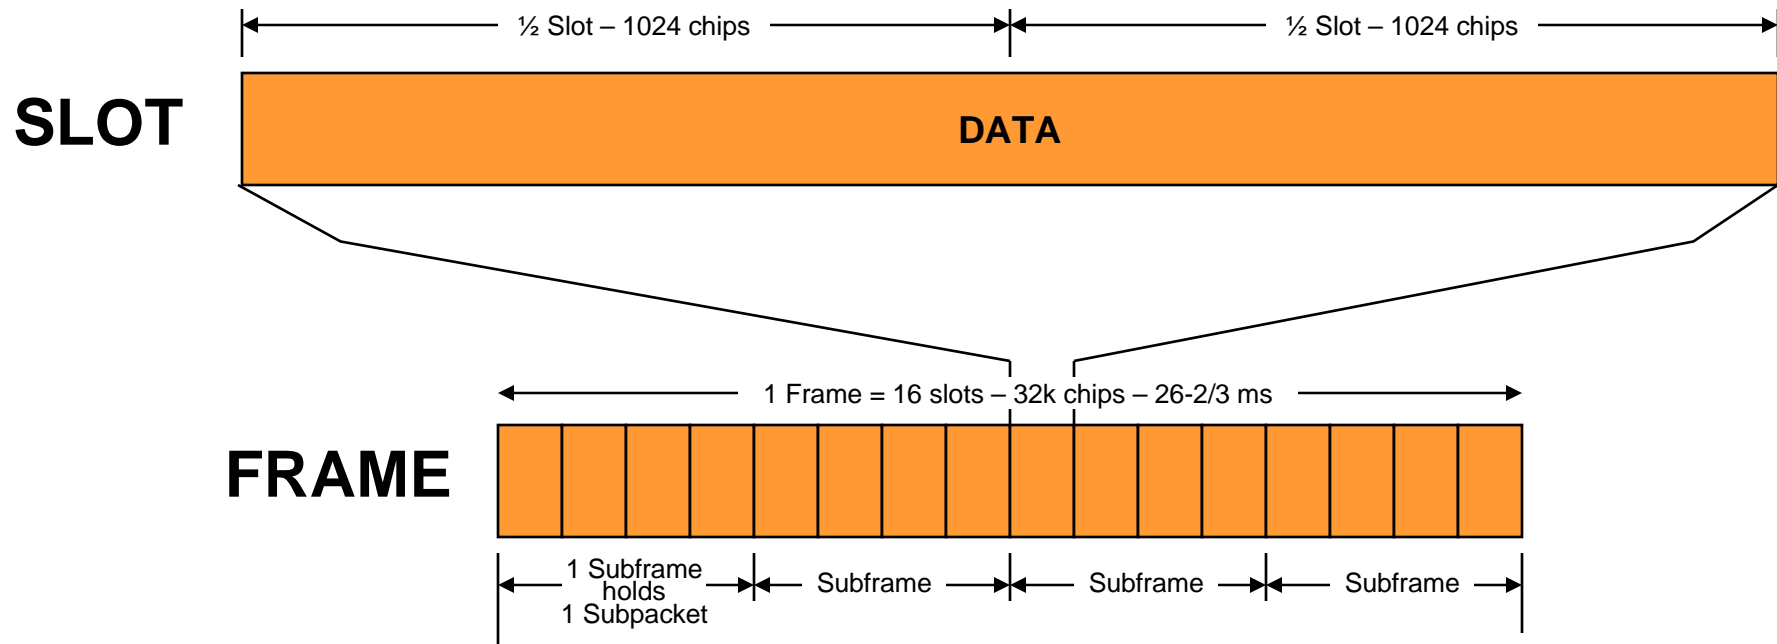 ½ Slot – 1024 chips
½ Slot – 1024 chips
SLOT
DATA
1 Frame = 16 slots – 32k chips – 26-2/3 ms
FRAME
1 Subframe
holds
1 Subpacket
Subframe
Subframe
Subframe